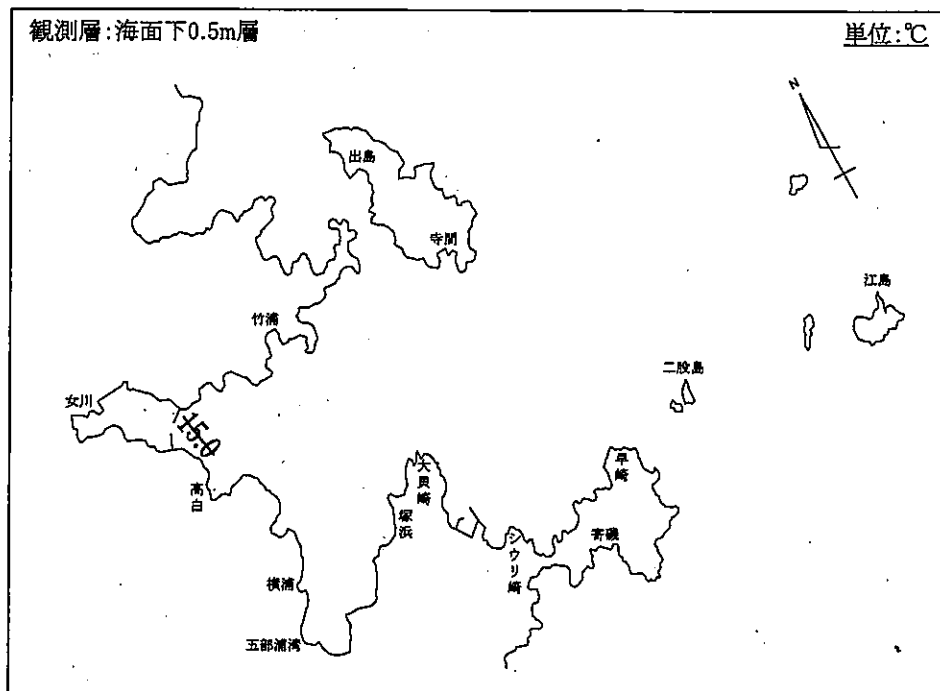 観測層:海面下0.5m層
単位:℃
N
出島
寺間
江島
竹浦
二股島
女川
15.0
高白
大貝崎
塚浜
早崎
寄磯
シウリ崎
横浦
五部浦湾